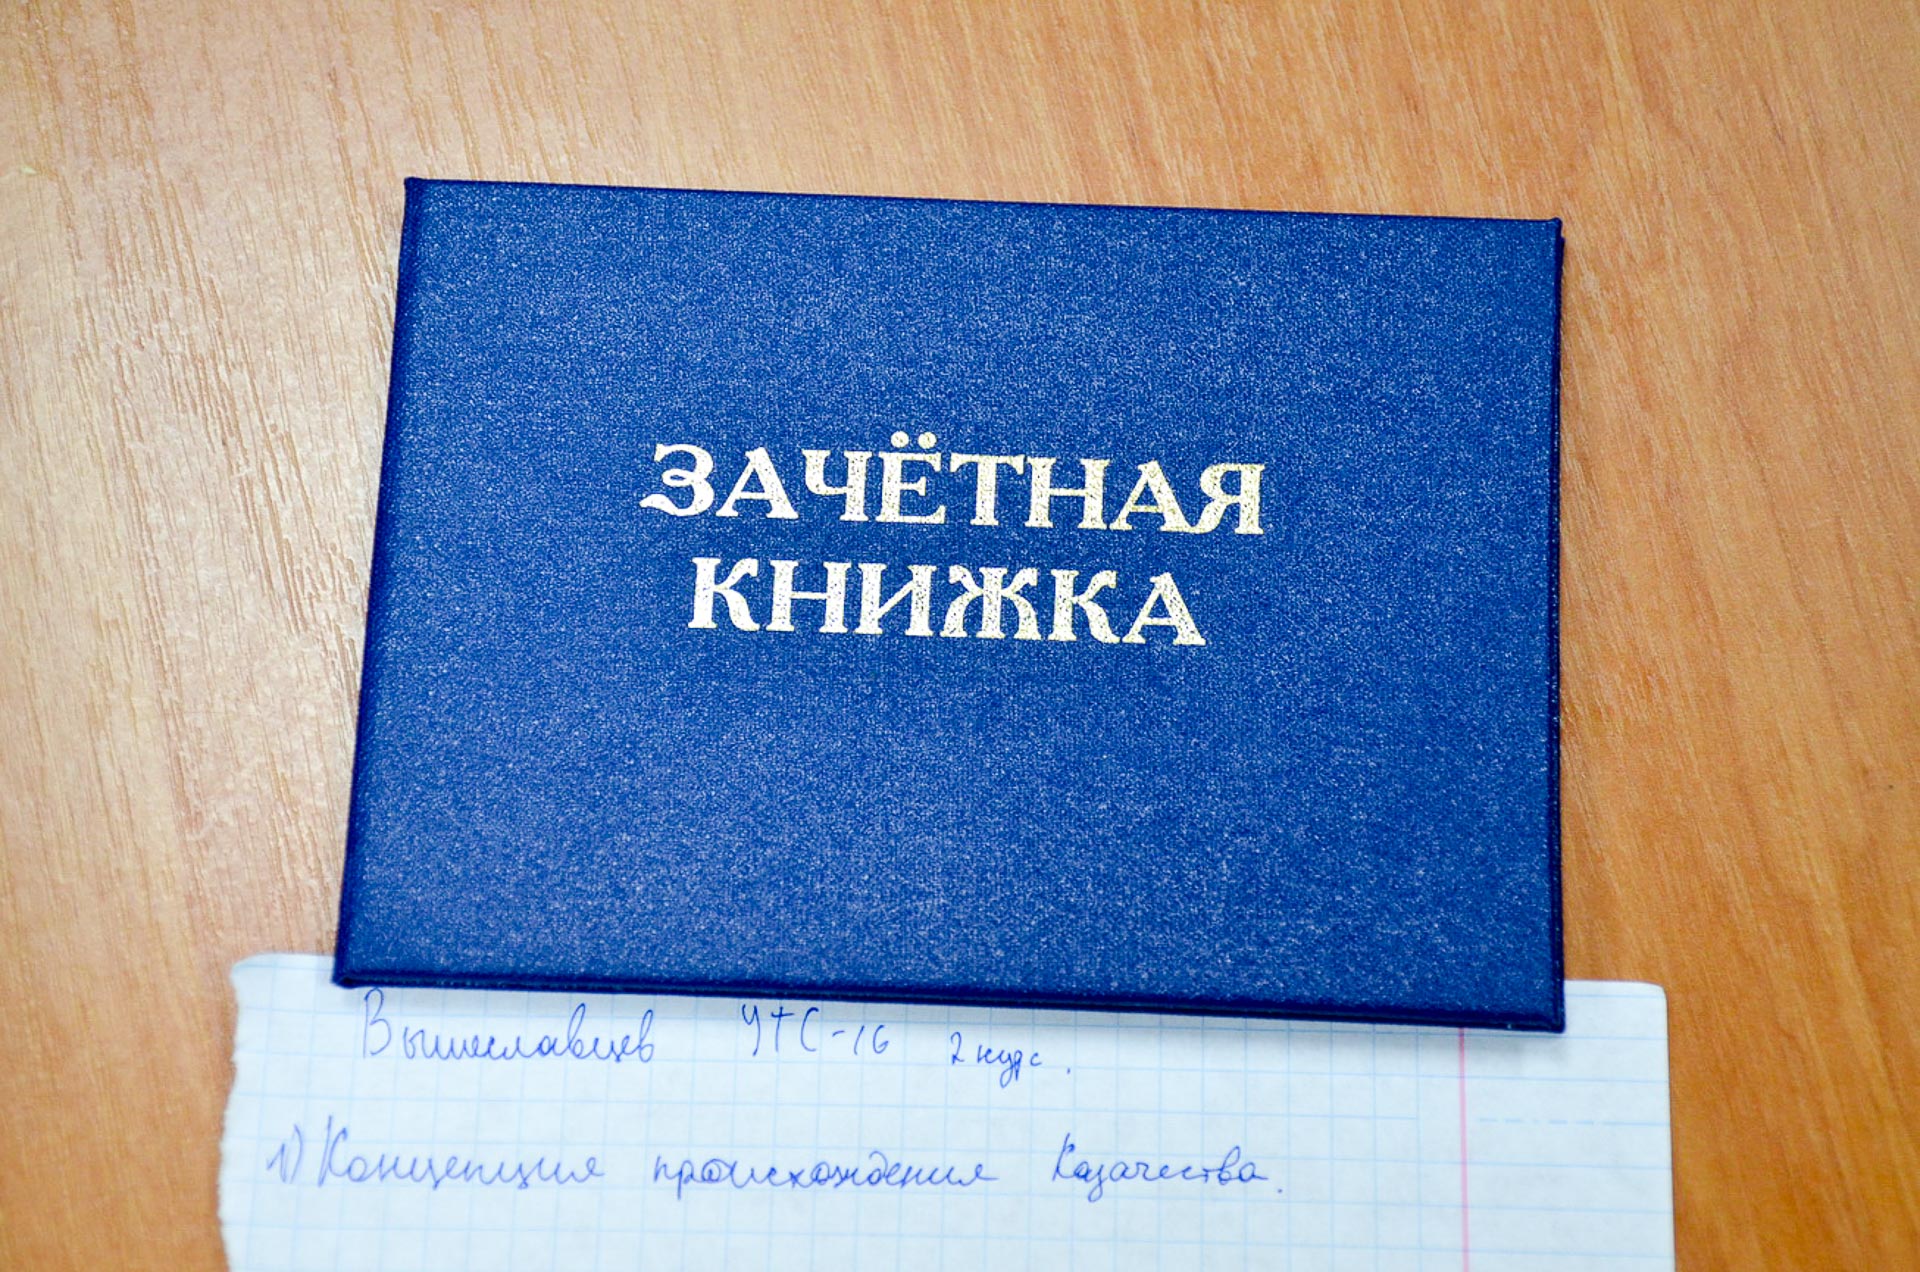 ЗАЧЁТНАЯ
КНИЖКА
Вышеславцев УТС-16 2 курс.
1) Концепция происхождения Казачества.